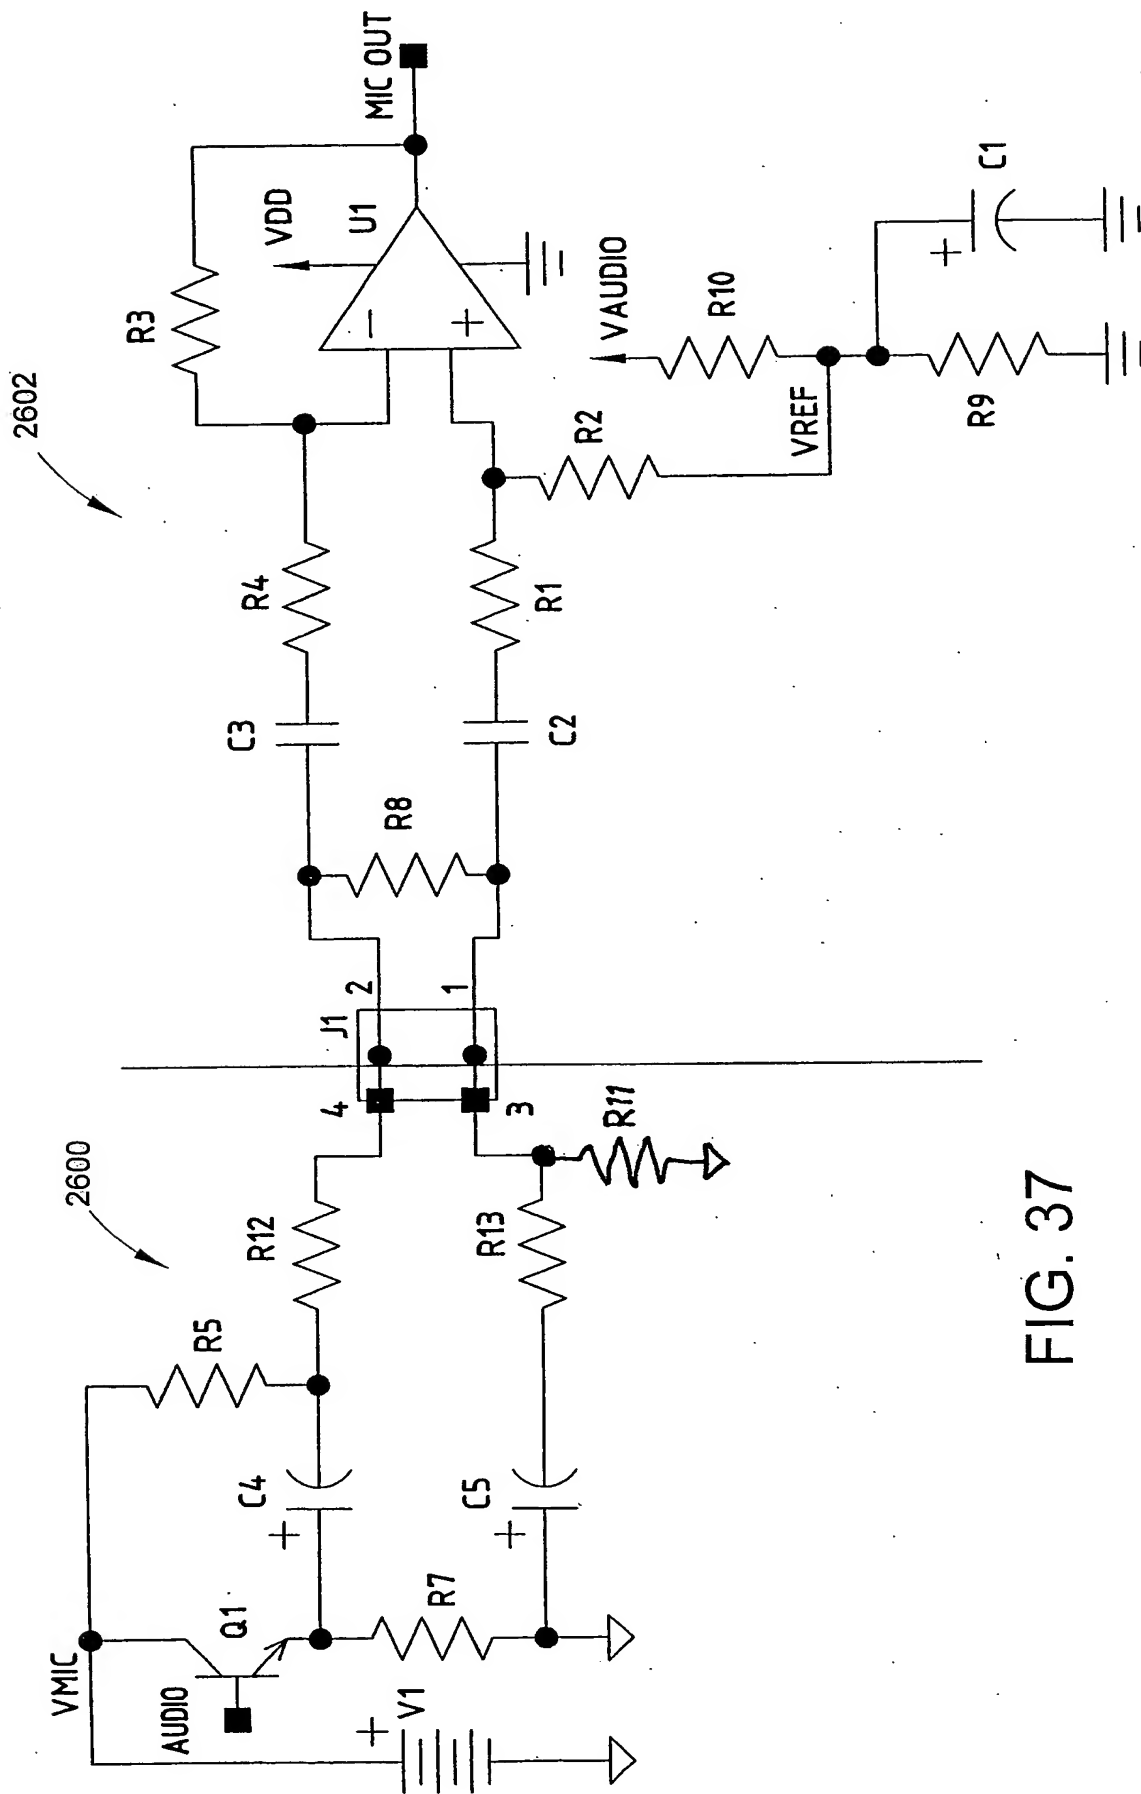 2600
2602
VMIC
AUDIO
Q1
V1
+
R5
C4
+
R7
C5
+
R12
R13
R11
4
3
J1
2
1
R8
C3
C2
R4
R1
R3
R2
VDD
U1
−
+
MIC OUT
VAUDIO
R10
VREF
R9
+
C1
FIG. 37